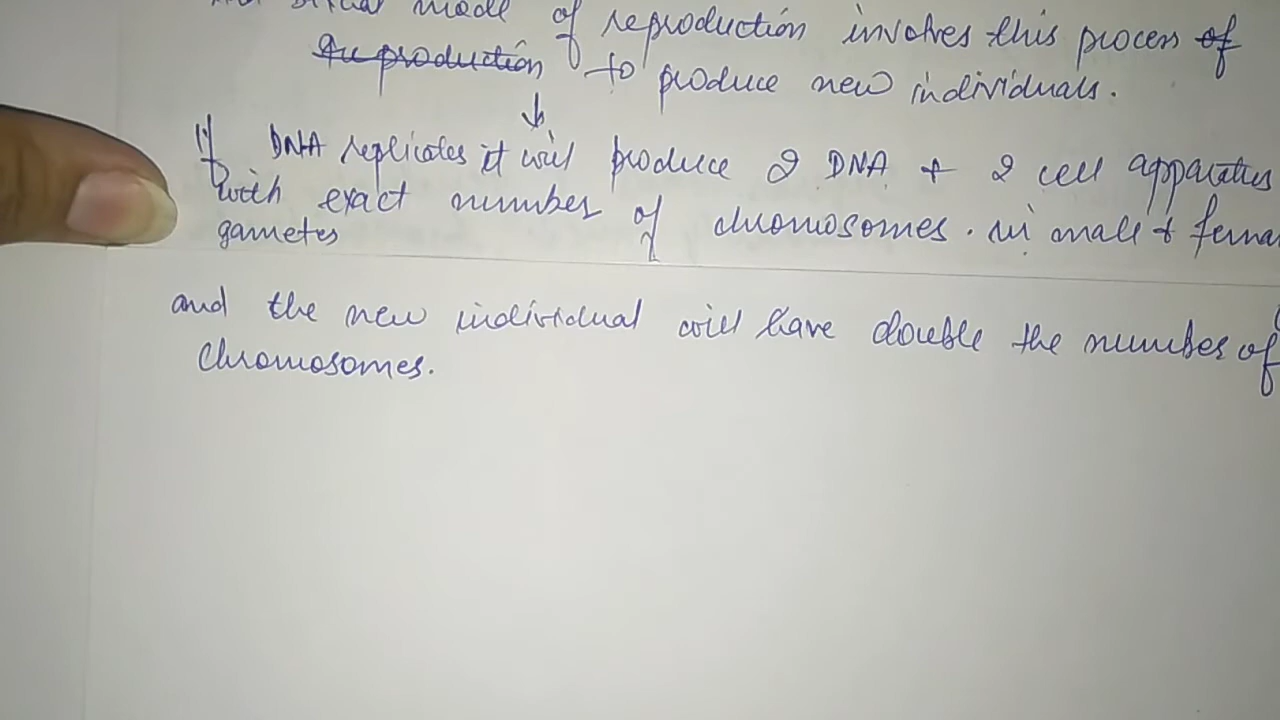 mode of reproduction involves this process of
production to produce new individuals.
If DNA replicates it will produce 2 DNA + 2 cell apparatus
with exact number of chromosomes. in male &
gametes
and the new individual will have double the number of
chromosomes.